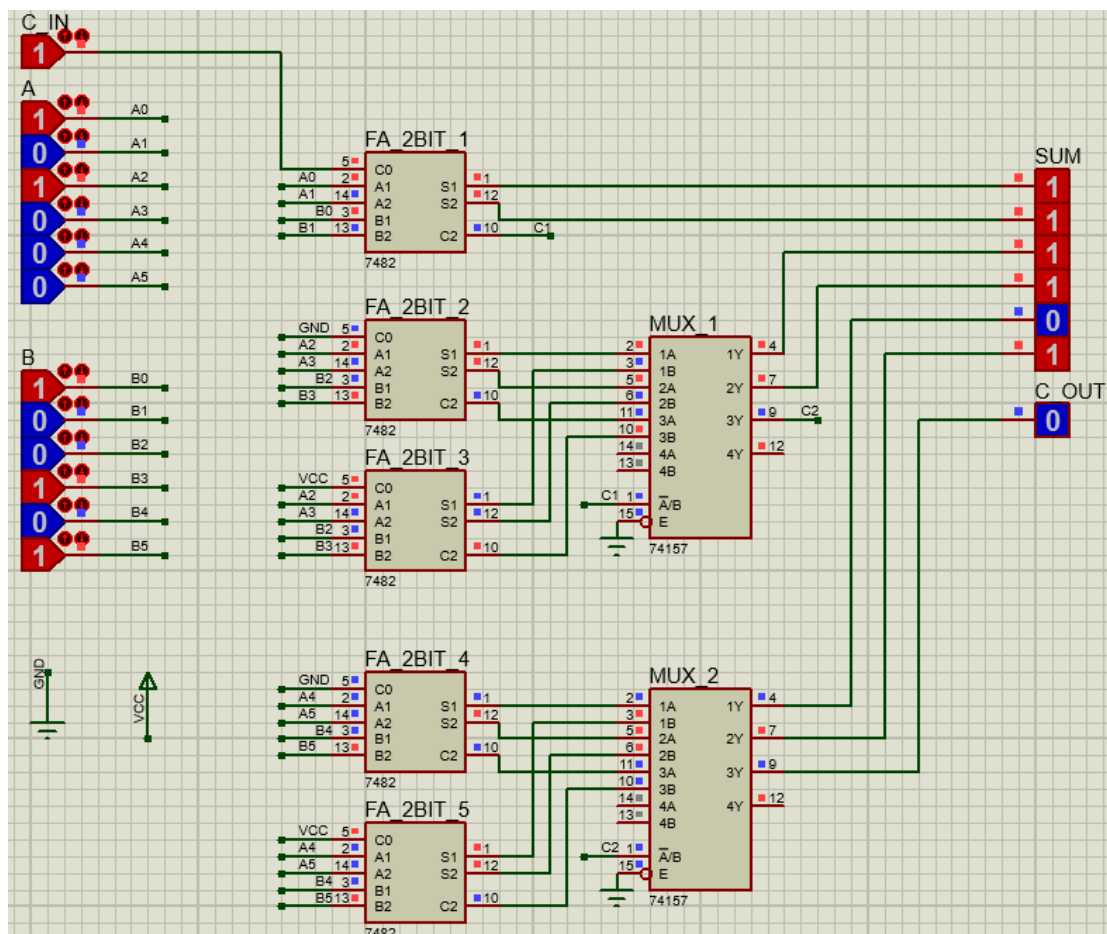 C_IN
1
A
1 A0
0 A1
1 A2
0 A3
0 A4
0 A5
B
1 B0
0 B1
0 B2
1 B3
0 B4
1 B5
GND
VCC
FA_2BIT_1
5 C0
A0 2 A1 S1 1
A1 14 A2 S2 12
B0 3 B1
B1 13 B2 C2 10 C1
7482
FA_2BIT_2
GND 5 C0
A2 2 A1 S1 1
A3 14 A2 S2 12
B2 3 B1
B3 13 B2 C2 10
7482
FA_2BIT_3
VCC 5 C0
A2 2 A1 S1 1
A3 14 A2 S2 12
B2 3 B1
B3 13 B2 C2 10
7482
MUX_1
2 1A 1Y 4
3 1B
5 2A 2Y 7
6 2B
11 3A 3Y 9 C2
10 3B
14 4A 4Y 12
13 4B
C1 1 A/B
15 E
74157
FA_2BIT_4
GND 5 C0
A4 2 A1 S1 1
A5 14 A2 S2 12
B4 3 B1
B5 13 B2 C2 10
7482
FA_2BIT_5
VCC 5 C0
A4 2 A1 S1 1
A5 14 A2 S2 12
B4 3 B1
B5 13 B2 C2 10
7482
MUX_2
2 1A 1Y 4
3 1B
5 2A 2Y 7
6 2B
11 3A 3Y 9
10 3B
14 4A 4Y 12
13 4B
C2 1 A/B
15 E
74157
SUM
1
1
1
1
0
1
C_OUT
0